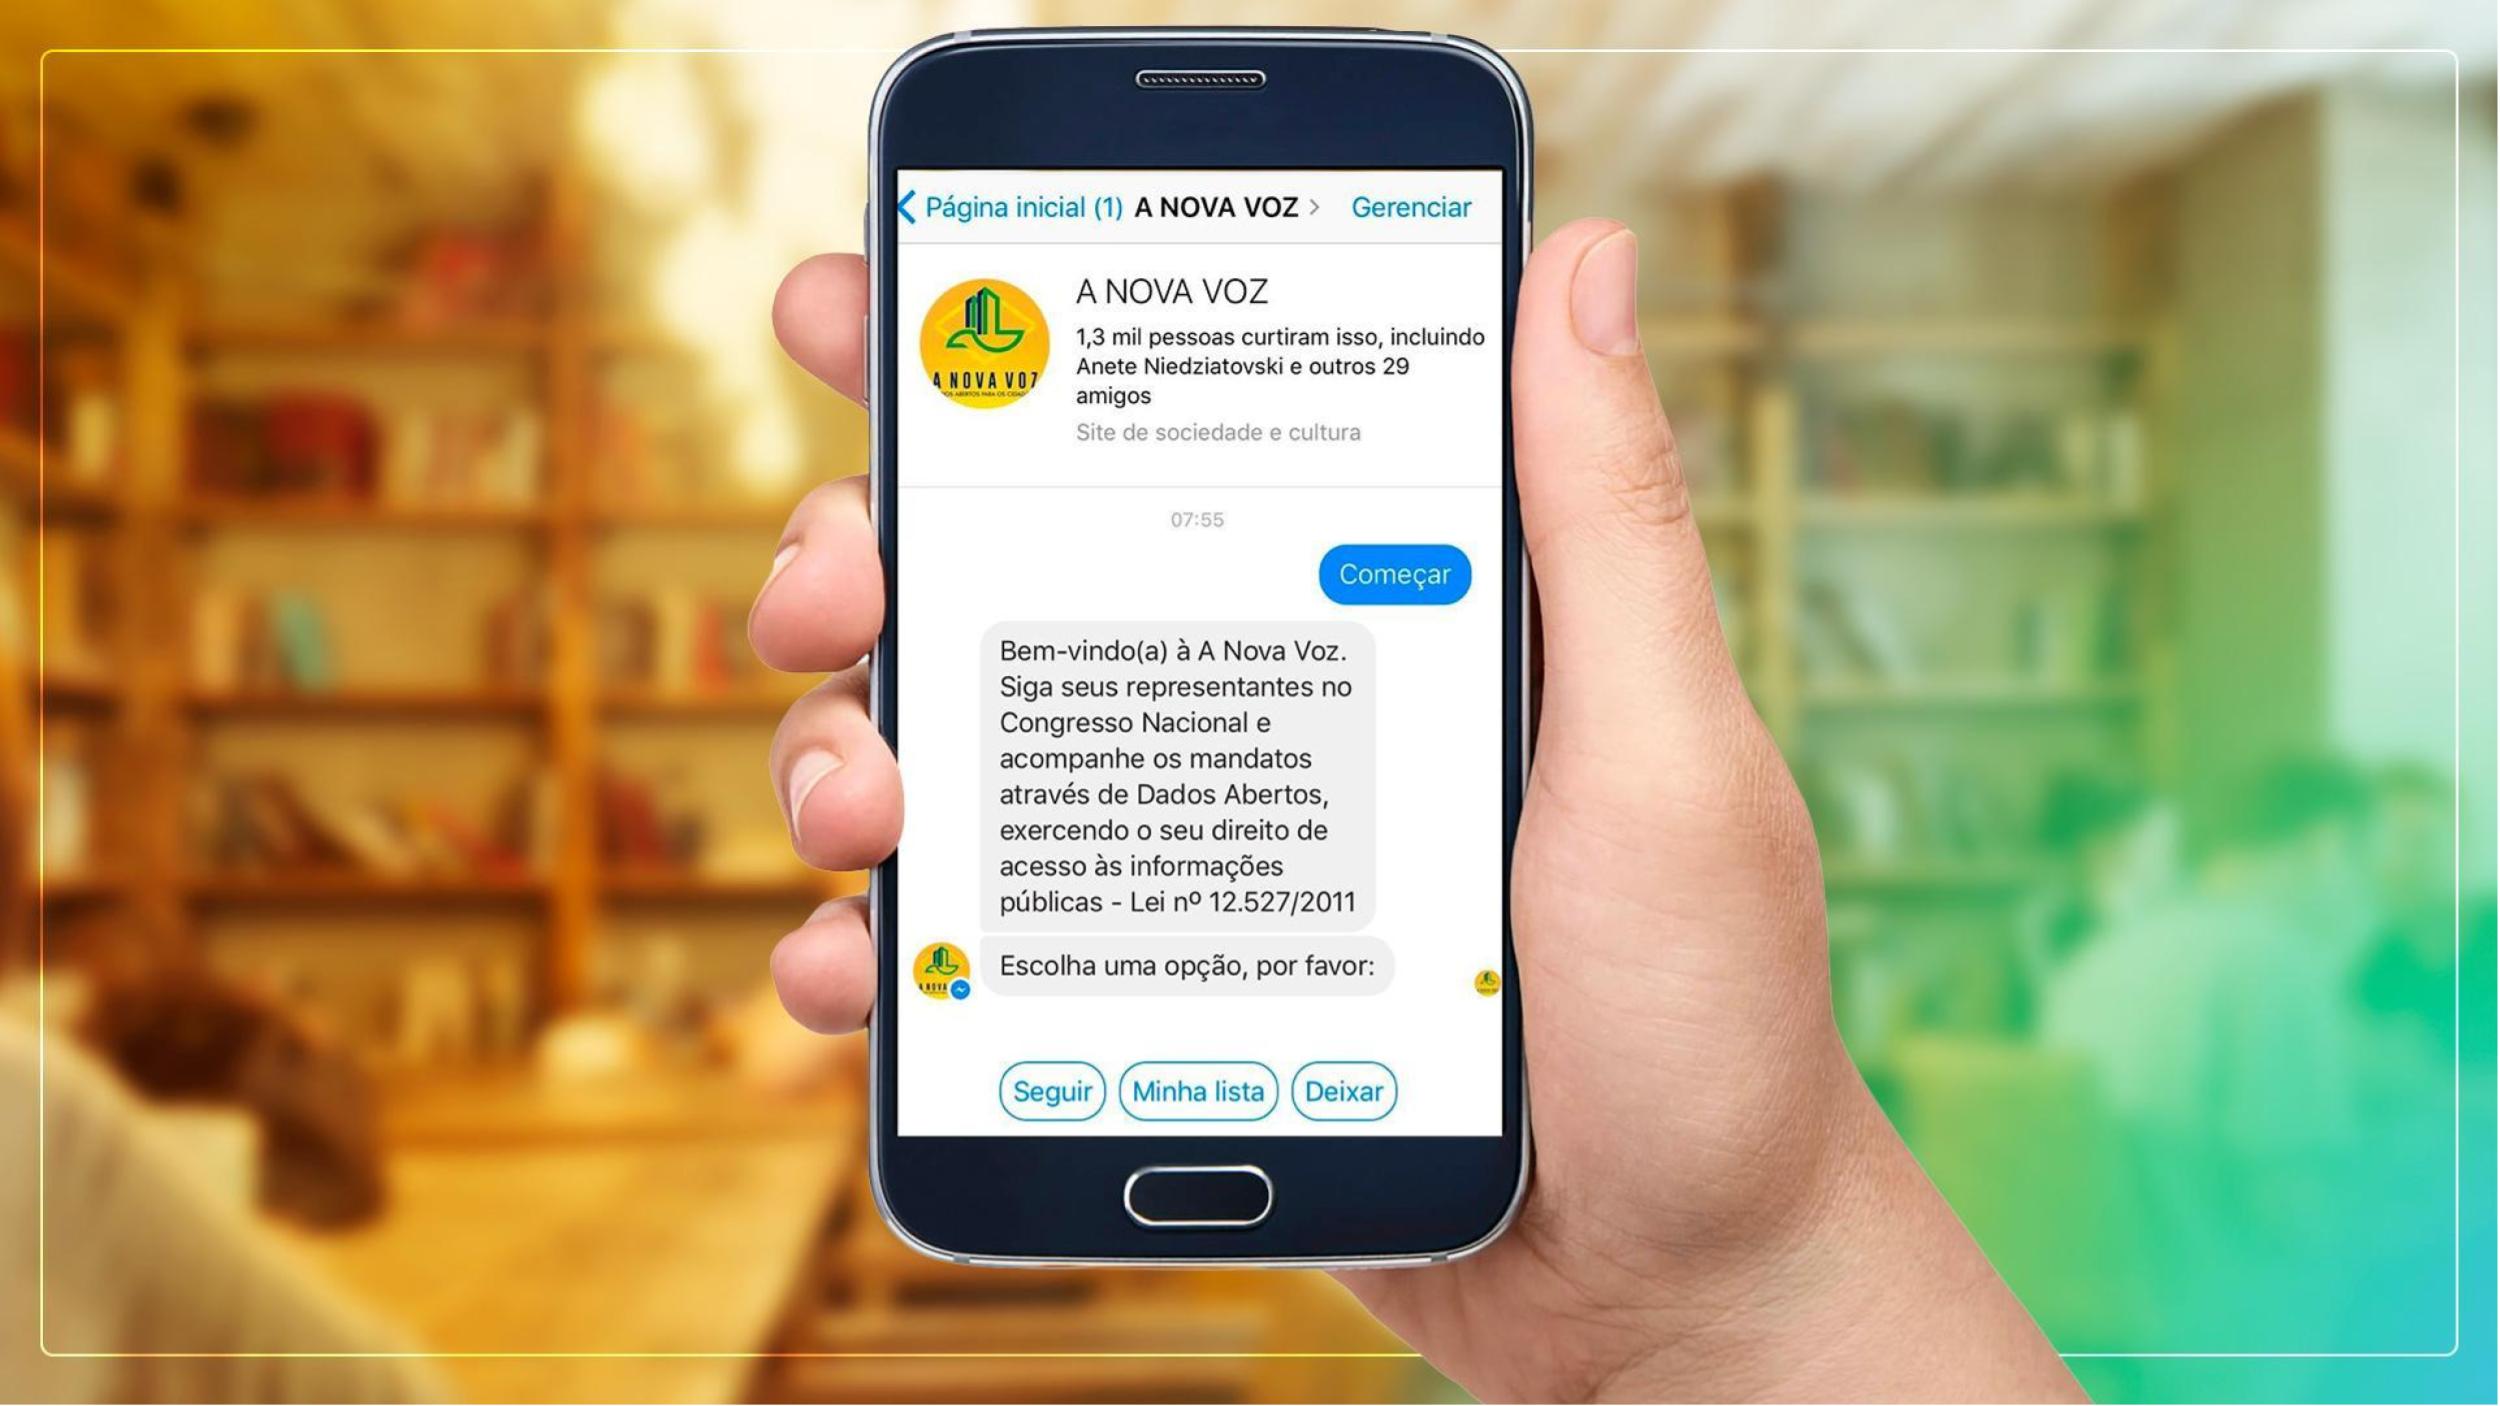 Página inicial (1) A NOVA VOZ Gerenciar
A NOVA VOZ
1,3 mil pessoas curtiram isso, incluindo
Anete Niedziatovski e outros 29
amigos
Site de sociedade e cultura
A NOVA VOZ
07:55
Começar
Bem-vindo(a) à A Nova Voz.
Siga seus representantes no
Congresso Nacional e
acompanhe os mandatos
através de Dados Abertos,
exercendo o seu direito de
acesso às informações
públicas - Lei nº 12.527/2011
Escolha uma opção, por favor:
A NOVA
Seguir Minha lista Deixar